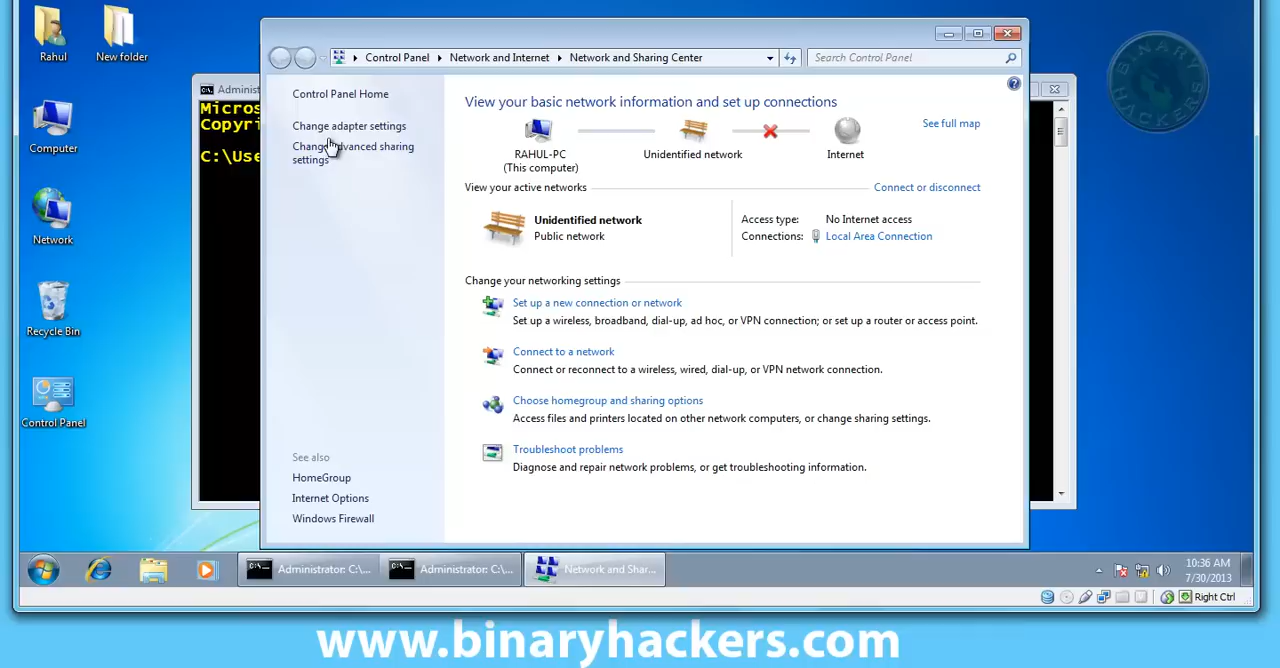 Rahul
New folder
Computer
Network
Recycle Bin
Control Panel
Administ
Micros
Copyri
C:\Use
Control Panel
Network and Internet
Network and Sharing Center
Search Control Panel
Control Panel Home
Change adapter settings
Change advanced sharing
settings
See also
HomeGroup
Internet Options
Windows Firewall
View your basic network information and set up connections
See full map
RAHUL-PC
(This computer)
Unidentified network
Internet
View your active networks
Connect or disconnect
Unidentified network
Public network
Access type:
No Internet access
Connections:
Local Area Connection
Change your networking settings
Set up a new connection or network
Set up a wireless, broadband, dial-up, ad hoc, or VPN connection; or set up a router or access point.
Connect to a network
Connect or reconnect to a wireless, wired, dial-up, or VPN network connection.
Choose homegroup and sharing options
Access files and printers located on other network computers, or change sharing settings.
Troubleshoot problems
Diagnose and repair network problems, or get troubleshooting information.
BINARY
HACKERS
Administrator: C:\...
Administrator: C:\...
Network and Shar...
10:36 AM
7/30/2013
Right Ctrl
www.binaryhackers.com